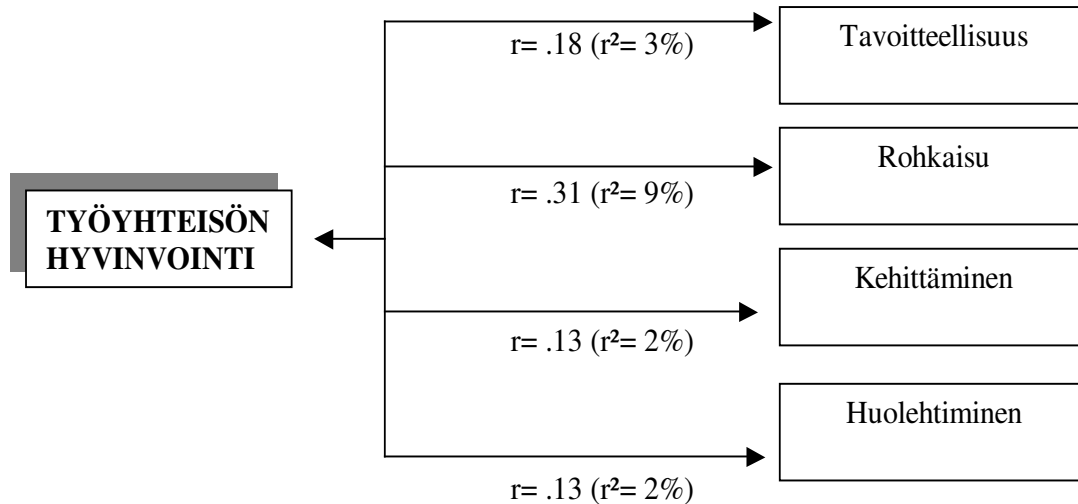 r= .18 (r²= 3%)
Tavoitteellisuus
r= .31 (r²= 9%)
Rohkaisu
TYÖYHTEISÖN
HYVINVOINTI
r= .13 (r²= 2%)
Kehittäminen
r= .13 (r²= 2%)
Huolehtiminen